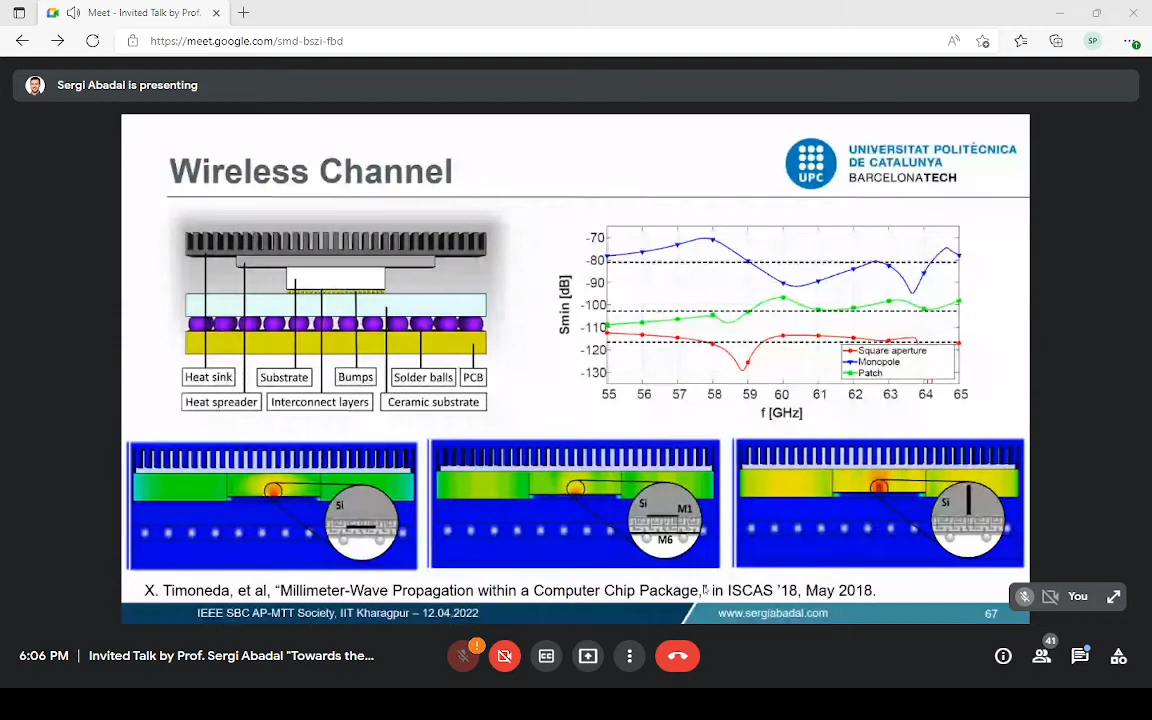 Meet - Invited Talk by Prof.
https://meet.google.com/smd-bszi-fbd
SP
Sergi Abadal is presenting
Wireless Channel
UPC
UNIVERSITAT POLITÈCNICA
DE CATALUNYA
BARCELONATECH
Heat sink
Substrate
Bumps
Solder balls
PCB
Heat spreader
Interconnect layers
Ceramic substrate
Smin [dB]
-70
-80
-90
-100
-110
-120
-130
Square aperture
Monopole
Patch
55 56 57 58 59 60 61 62 63 64 65
f [GHz]
Si
Si M1
M6
Si
X. Timoneda, et al, “Millimeter-Wave Propagation within a Computer Chip Package,” in ISCAS ’18, May 2018.
IEEE SBC AP-MTT Society, IIT Kharagpur – 12.04.2022
www.sergiabadal.com
67
You
6:06 PM | Invited Talk by Prof. Sergi Abadal "Towards the...
!
CC
41